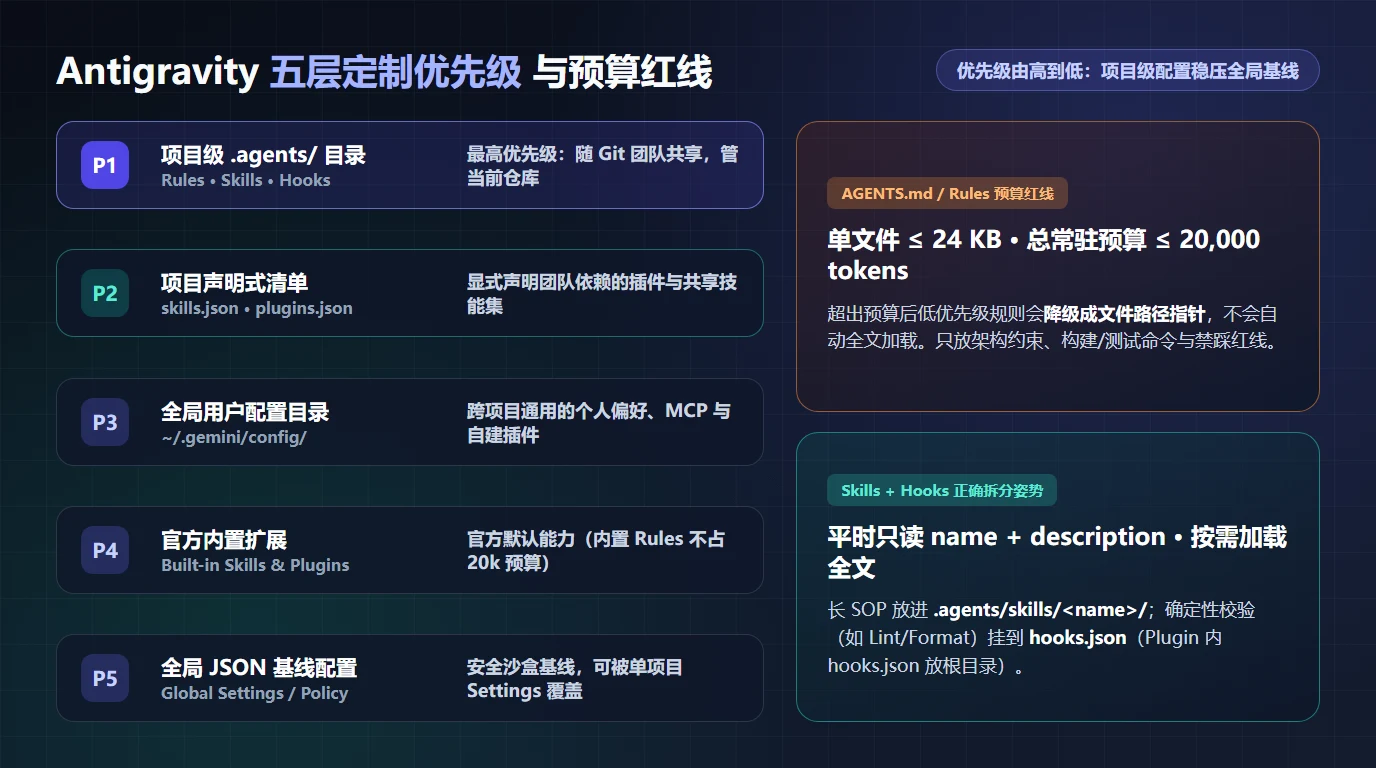 Antigravity 五层定制优先级 与预算红线
优先级由高到低：项目级配置稳压全局基线
P1
项目级 .agents/ 目录
Rules • Skills • Hooks
最高优先级：随 Git 团队共享，管
当前仓库
P2
项目声明式清单
skills.json • plugins.json
显式声明团队依赖的插件与共享技
能集
P3
全局用户配置目录
~/.gemini/config/
跨项目通用的个人偏好、MCP 与
自建插件
P4
官方内置扩展
Built-in Skills & Plugins
官方默认能力（内置 Rules 不占
20k 预算）
P5
全局 JSON 基线配置
Global Settings / Policy
安全沙盒基线，可被单项目
Settings 覆盖
AGENTS.md / Rules 预算红线
单文件 ≤ 24 KB • 总常驻预算 ≤ 20,000
tokens
超出预算后低优先级规则会降级成文件路径指针，不会自
动全文加载。只放架构约束、构建/测试命令与禁踩红线。
Skills + Hooks 正确拆分姿势
平时只读 name + description • 按需加载
全文
长 SOP 放进 .agents/skills/<name>/；确定性校验
（如 Lint/Format）挂到 hooks.json（Plugin 内
hooks.json 放根目录）。